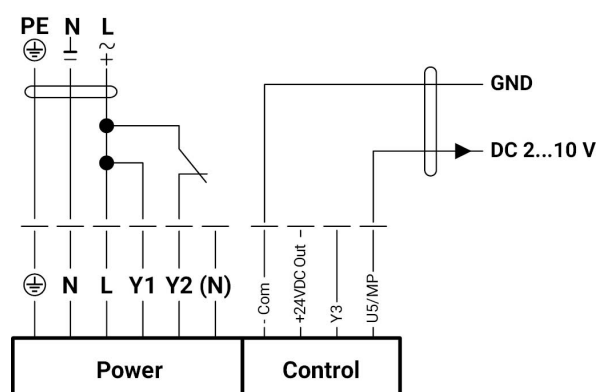 PE N L
GND
DC 2...10 V
N L Y1 Y2 (N)
- Com
+24VDC Out
Y3
U5/MP
Power
Control